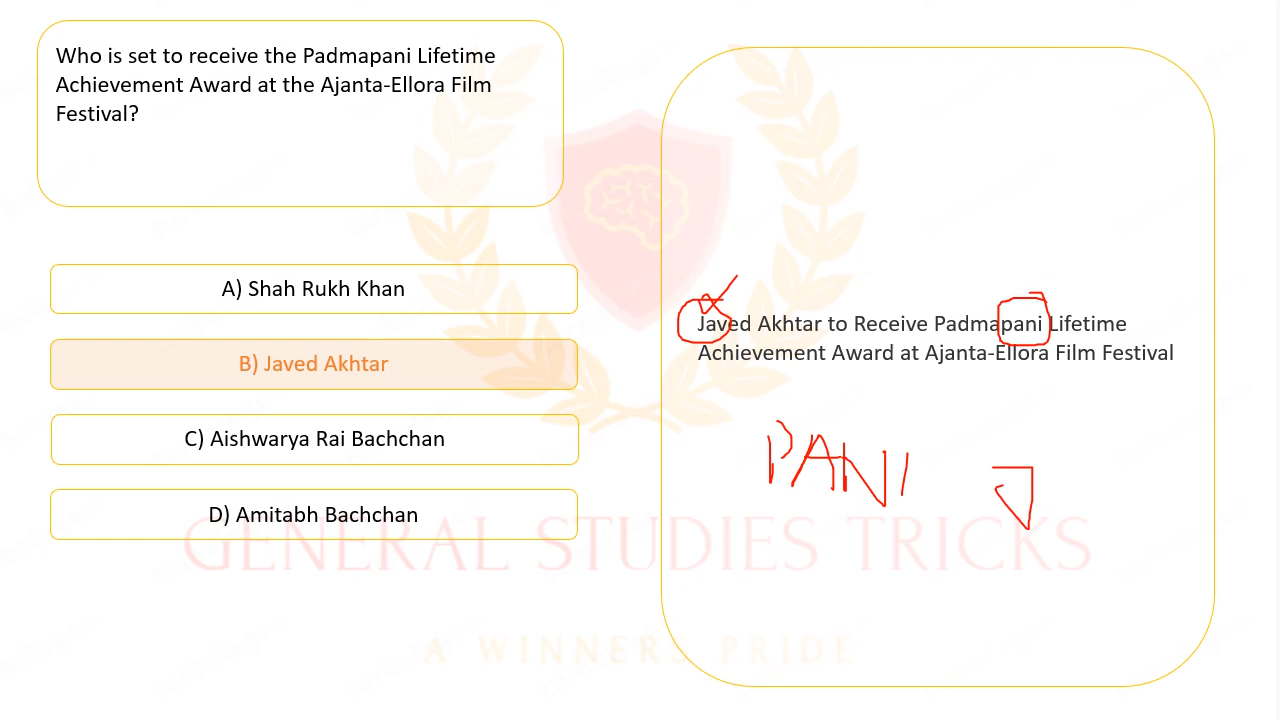 Who is set to receive the Padmapani Lifetime
Achievement Award at the Ajanta-Ellora Film
Festival?
A) Shah Rukh Khan
B) Javed Akhtar
C) Aishwarya Rai Bachchan
D) Amitabh Bachchan
Javed Akhtar to Receive Padmapani Lifetime
Achievement Award at Ajanta-Ellora Film Festival
PANI J
GENERAL STUDIES TRICKS
A WINNERS PRIDE